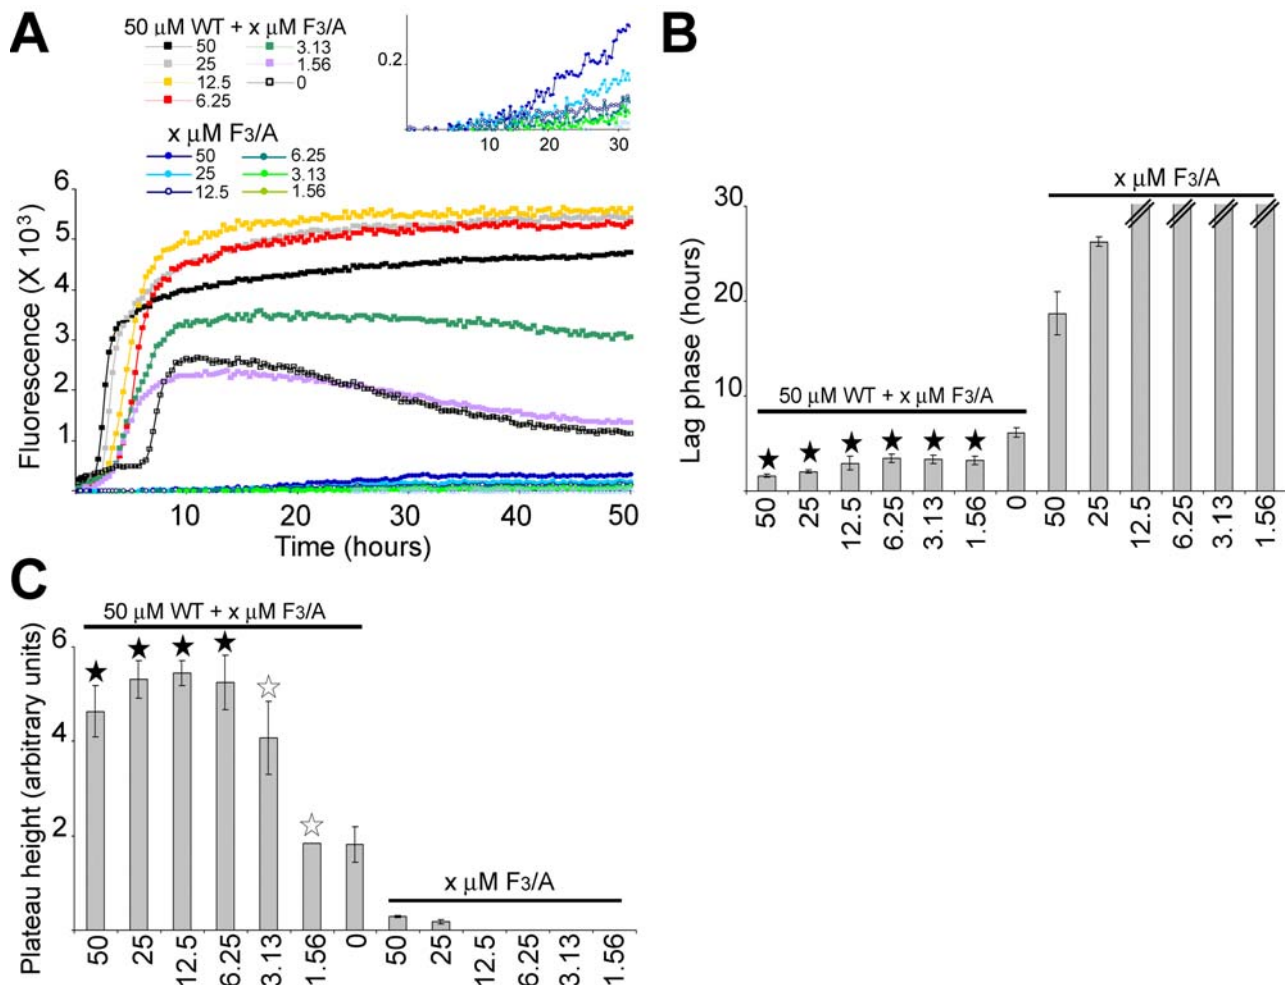 A
50 μM WT + x μM F3/A
50
25
12.5
6.25
3.13
1.56
0
x μM F3/A
50
25
12.5
6.25
3.13
1.56
0.2
10 20 30
6
5
4
3
2
1
Fluorescence (X 10³)
10 20 30 40 50
Time (hours)
B
x μM F3/A
30
20
10
Lag phase (hours)
50 μM WT + x μM F3/A
50 25 12.5 6.25 3.13 1.56 0 50 25 12.5 6.25 3.13 1.56
C
50 μM WT + x μM F3/A
6
4
2
Plateau height (arbitrary units)
x μM F3/A
50 25 12.5 6.25 3.13 1.56 0 50 25 12.5 6.25 3.13 1.56